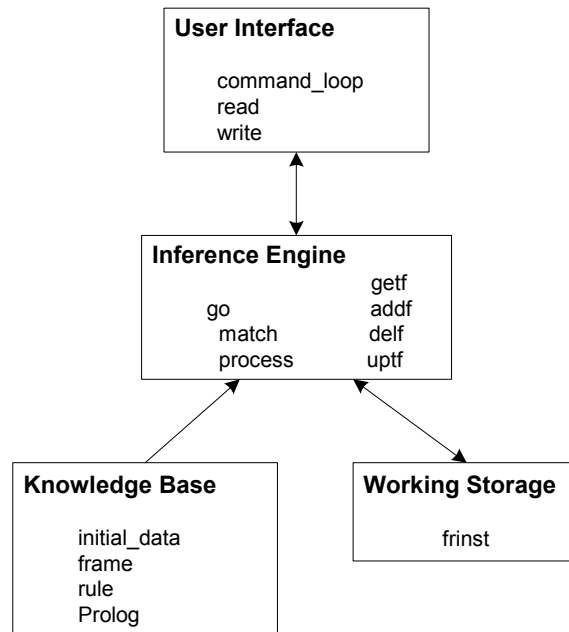 User Interface
command_loop
read
write
Inference Engine
getf
go addf
match delf
process uptf
Knowledge Base
initial_data
frame
rule
Prolog
Working Storage
frinst